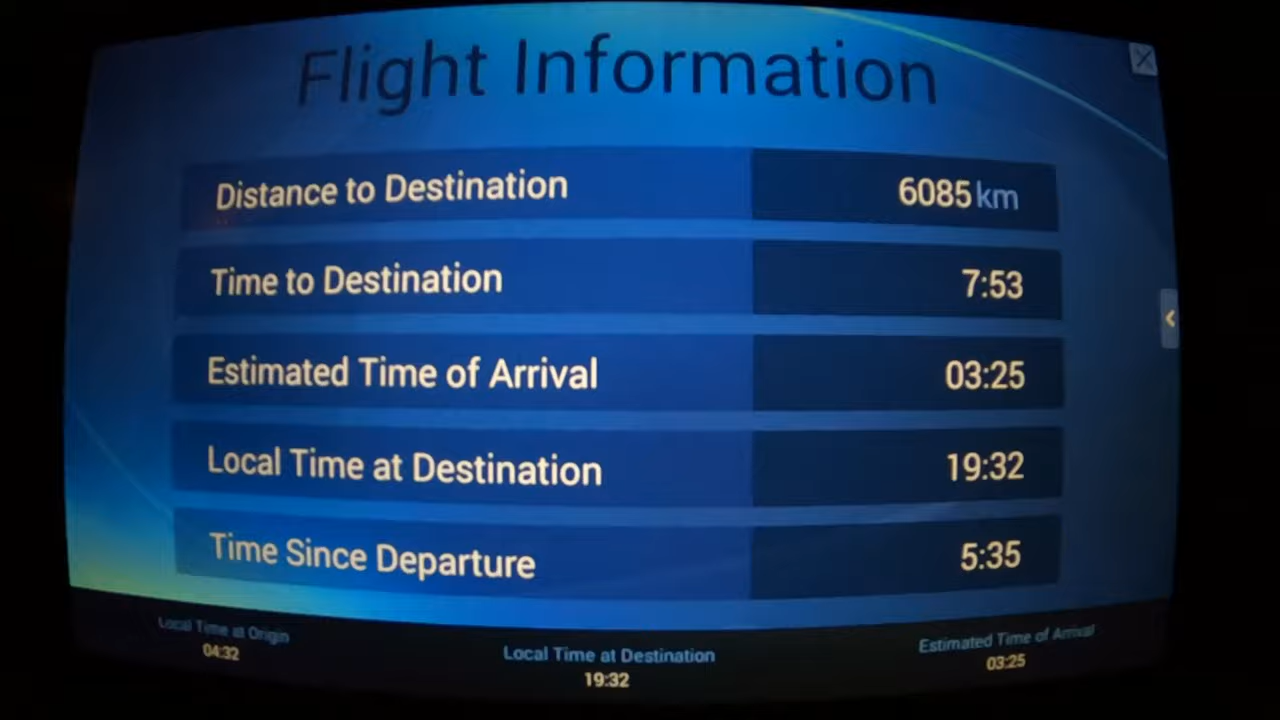 Flight Information
Distance to Destination 6085 km
Time to Destination 7:53
Estimated Time of Arrival 03:25
Local Time at Destination 19:32
Time Since Departure 5:35
Local Time at Origin
04:32
Local Time at Destination
19:32
Estimated Time of Arrival
03:25